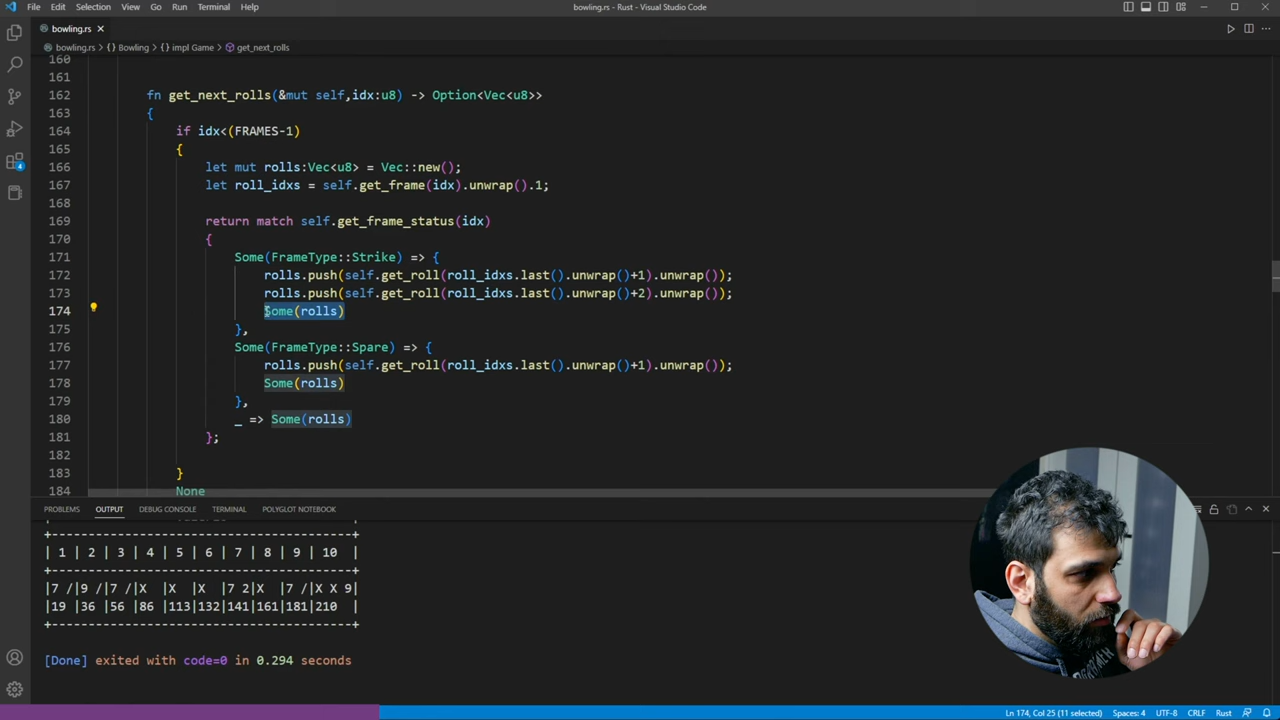 File Edit Selection View Go Run Terminal Help
bowling.rs - Rust - Visual Studio Code
bowling.rs
bowling.rs > {} Bowling > impl Game > get_next_rolls
160
161
162 fn get_next_rolls(&mut self,idx:u8) -> Option<Vec<u8>>
163 {
164 if idx<(FRAMES-1)
165 {
166 let mut rolls:Vec<u8> = Vec::new();
167 let roll_idxs = self.get_frame(idx).unwrap().1;
168
169 return match self.get_frame_status(idx)
170 {
171 Some(FrameType::Strike) => {
172 rolls.push(self.get_roll(roll_idxs.last().unwrap()+1).unwrap());
173 rolls.push(self.get_roll(roll_idxs.last().unwrap()+2).unwrap());
174 Some(rolls)
175 },
176 Some(FrameType::Spare) => {
177 rolls.push(self.get_roll(roll_idxs.last().unwrap()+1).unwrap());
178 Some(rolls)
179 },
180 _ => Some(rolls)
181 };
182
183 }
184 None
4
PROBLEMS OUTPUT DEBUG CONSOLE TERMINAL POLYGLOT NOTEBOOK
+----------------------------------------+
| 1 | 2 | 3 | 4 | 5 | 6 | 7 | 8 | 9 | 10 |
+----------------------------------------+
|7 /|9 /|7 /|X |X |X |7 2|X |7 /|X X 9|
|19 |36 |56 |86 |113|132|141|161|181|210 |
+----------------------------------------+
[Done] exited with code=0 in 0.294 seconds
Ln 174, Col 25 (11 selected) Spaces: 4 UTF-8 CRLF Rust